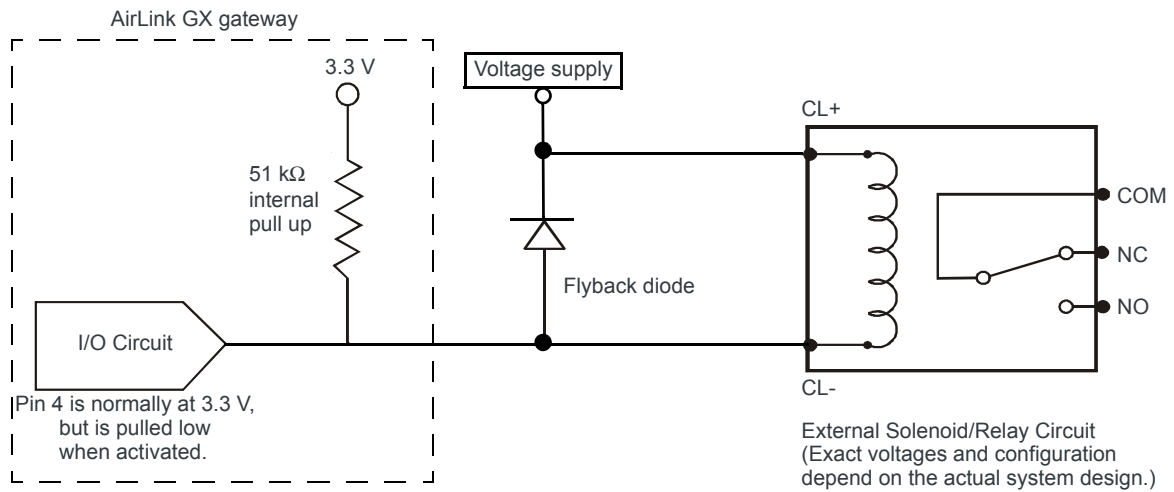 AirLink GX gateway
3.3 V
51 kΩ
internal
pull up
I/O Circuit
Pin 4 is normally at 3.3 V,
but is pulled low
when activated.
Voltage supply
Flyback diode
CL+
COM
NC
NO
CL-
External Solenoid/Relay Circuit
(Exact voltages and configuration
depend on the actual system design.)